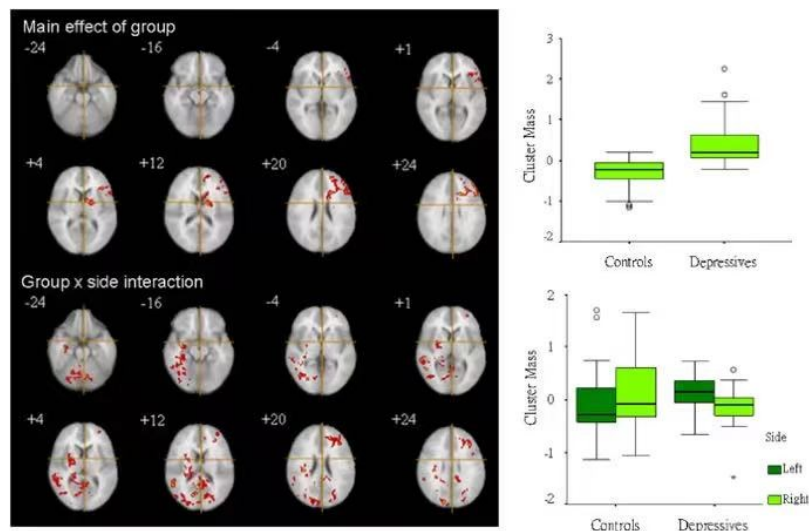 Main effect of group
-24 -16 -4 +1
+4 +12 +20 +24
Group x side interaction
-24 -16 -4 +1
+4 +12 +20 +24
3
2
1
0
-1
-2
Cluster Mass
Controls Depressives
2
1
0
-1
-2
Cluster Mass
Side
Left
Right
Controls Depressives